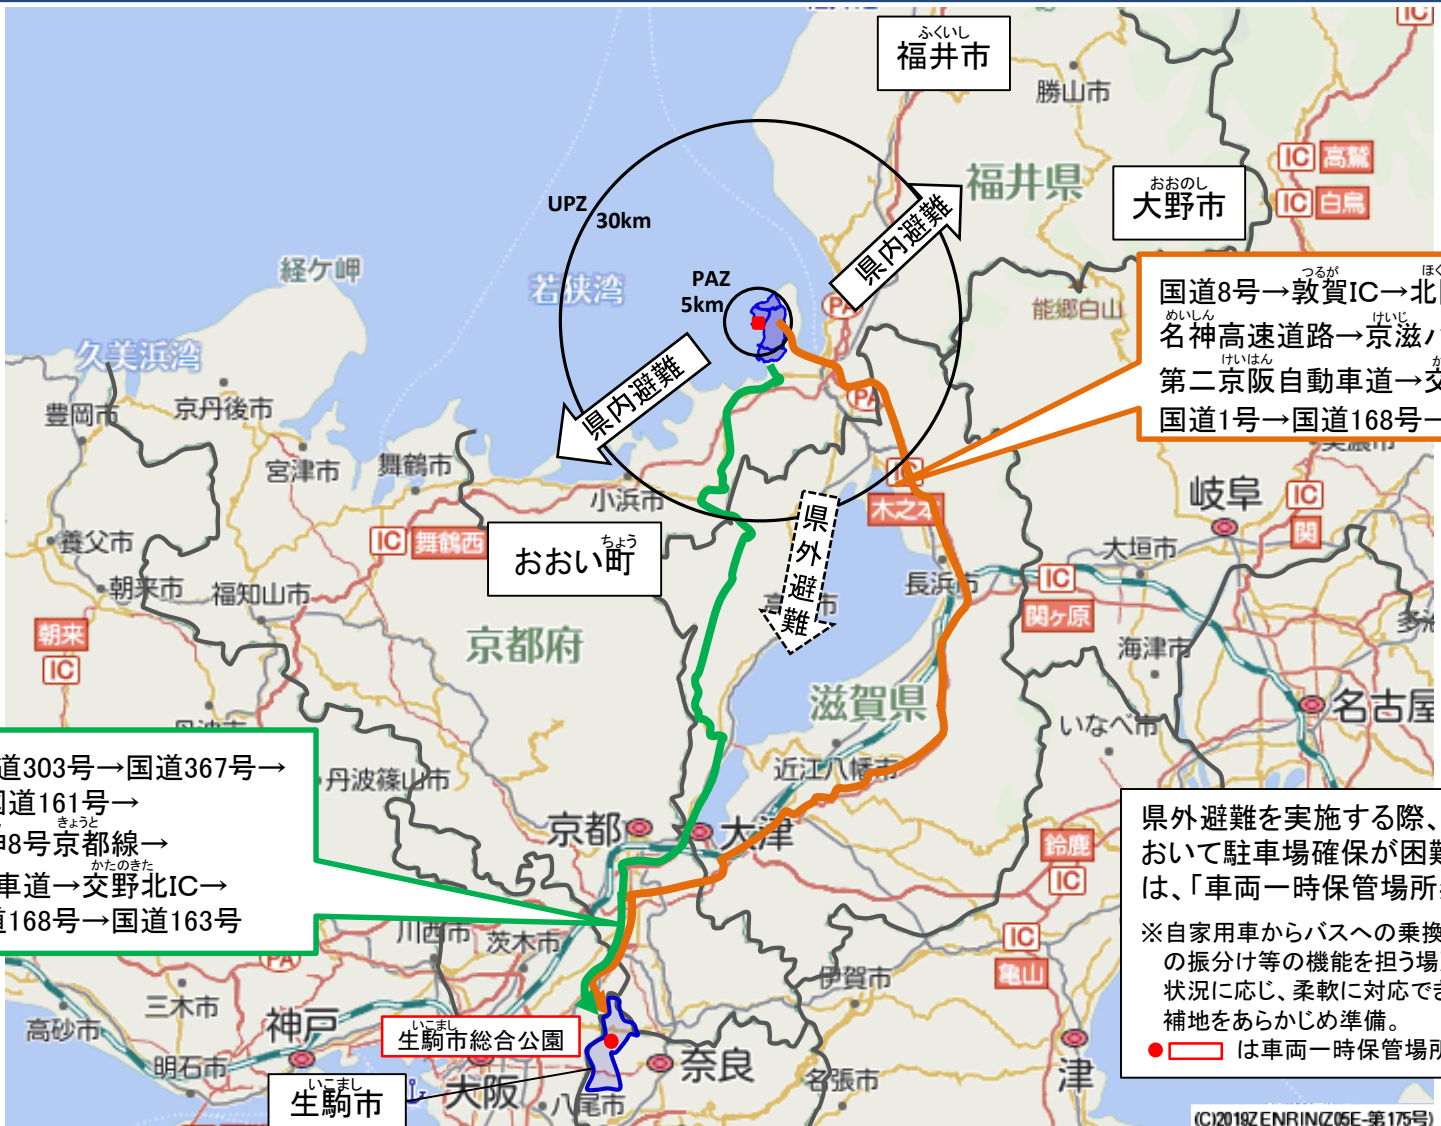 ふくいし
福井市
勝山市
IC
福井県
IC 高鷲
おおのし
大野市
IC 白鳥
UPZ
30km
県内避難
経ケ岬
若狭湾
PAZ
5km
PA
能郷白山
つるが
国道8号→敦賀IC→北
めいしん
けいじ
名神高速道路→京滋バ
けいはん
第二京阪自動車道→交
国道1号→国道168号→
久美浜湾
県内避難
豊岡市
京丹後市
PA
宮津市
舞鶴市
小浜市
IC
木之本
岐阜
IC
関
養父市
IC 舞鶴西
ちょう
おおい町
県外避難
大垣市
朝来市
福知山市
長浜市
IC
関ヶ原
朝来
IC
京都府
海津市
滋賀県
名古屋
いなべ市
道303号→国道367号→
国道161号→
きょうと
8号京都線→
かたのきた
車道→交野北IC→
道168号→国道163号
丹波篠山市
近江八幡市
京都
大津
鈴鹿
IC
県外避難を実施する際、
おいて駐車場確保が困難
は、「車両一時保管場所
※自家用車からバスへの乗換
の振分け等の機能を担う場
状況に応じ、柔軟に対応でき
補地をあらかじめ準備。
は車両一時保管場所
川西市
茨木市
PA
IC
亀山
伊賀市
三木市
高砂市
神戸
いこまし
生駒市総合公園
明石市
奈良
名張市
津
いこまし
生駒市
大阪
八尾市
(C)2019ZENRIN(Z05E-第175号)